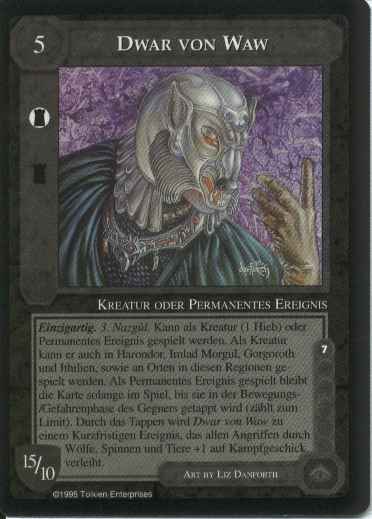 5
DWAR VON WAW
Danforth
KREATUR ODER PERMANENTES EREIGNIS
Einzigartig. 3. Nazgûl. Kann als Kreatur (1 Hieb) oder
Permanentes Ereignis gespielt werden. Als Kreatur
kann er auch in Harondor, Imlad Morgul, Gorgoroth
und Ithilien, sowie an Orten in diesen Regionen ge-
spielt werden. Als Permanentes Ereignis gespielt bleibt
die Karte solange im Spiel, bis sie in der Bewegungs-
/Gefahrenphase des Gegners getappt wird (zählt zum
Limit). Durch das Tappen wird Dwar von Waw zu
einem Kurzfristigen Ereignis, das allen Angriffen durch
Wölfe, Spinnen und Tiere +1 auf Kampfgeschick
verleiht.
7
15/10
ART BY LIZ DANFORTH
©1995 Tolkien Enterprises